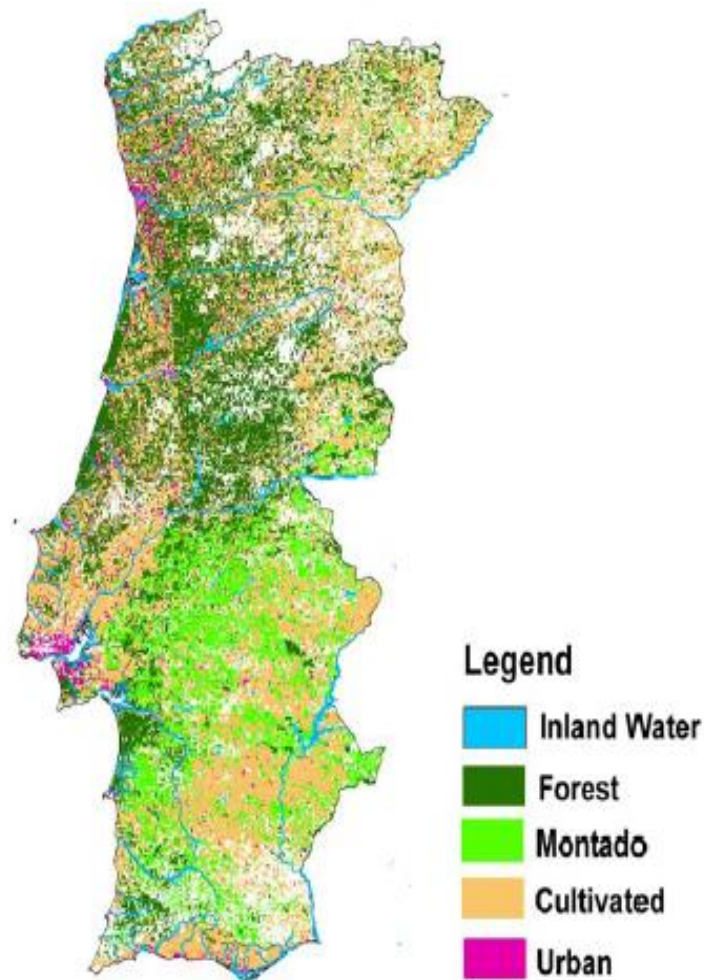 Legend
Inland Water
Forest
Montado
Cultivated
Urban